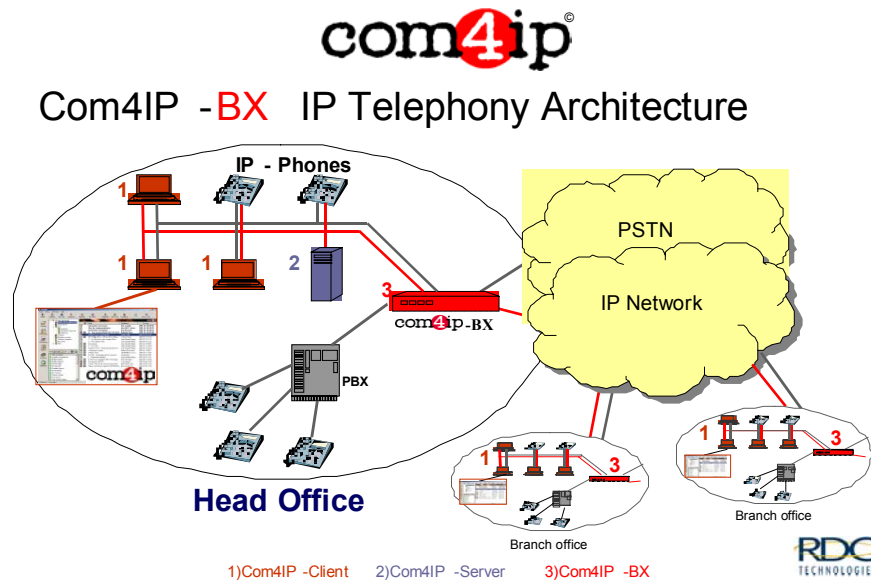 com4ip©
Com4IP -BX IP Telephony Architecture
IP - Phones
1
1
1
2
3
com4ip-BX
PSTN
IP Network
com4ip
PBX
Head Office
1
3
Branch office
1
3
Branch office
RDC
TECHNOLOGIE
1)Com4IP -Client 2)Com4IP -Server 3)Com4IP -BX